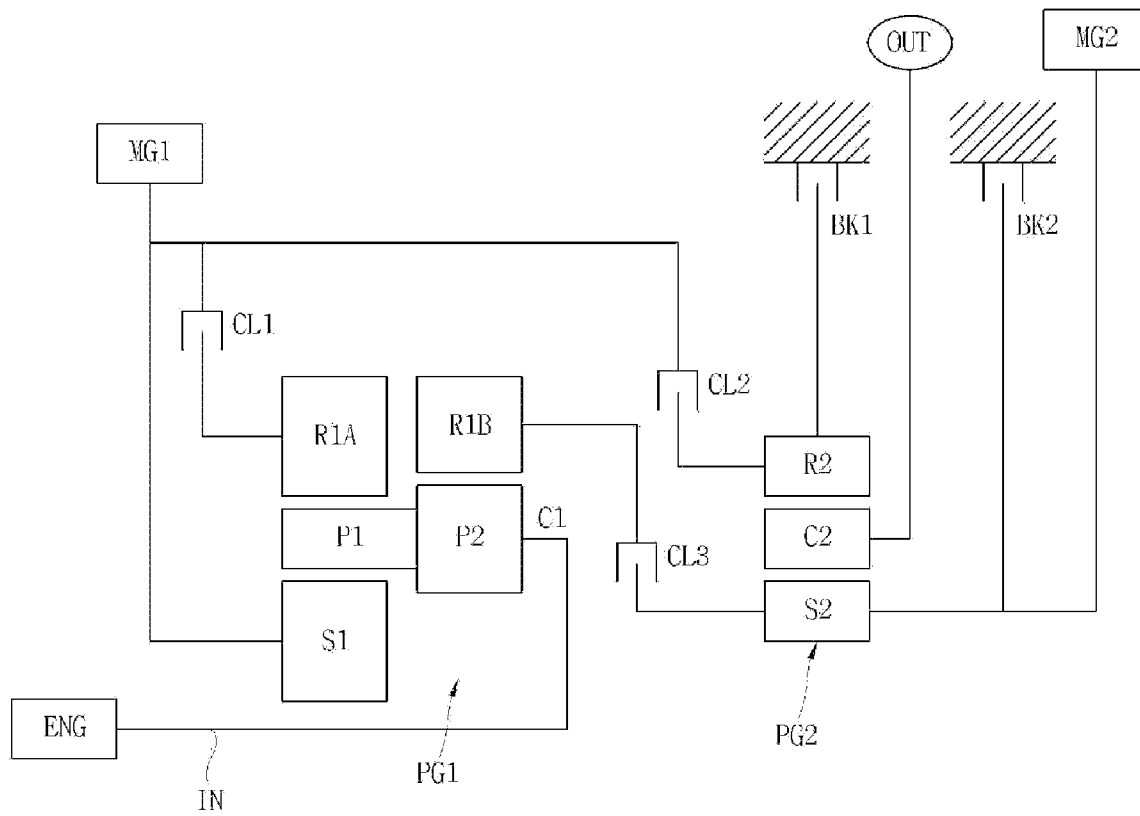 OUT
MG2
MG1
BK1
BK2
CL1
CL2
R1A
R1B
R2
P1
P2
C1
C2
CL3
S1
S2
ENG
PG1
PG2
IN